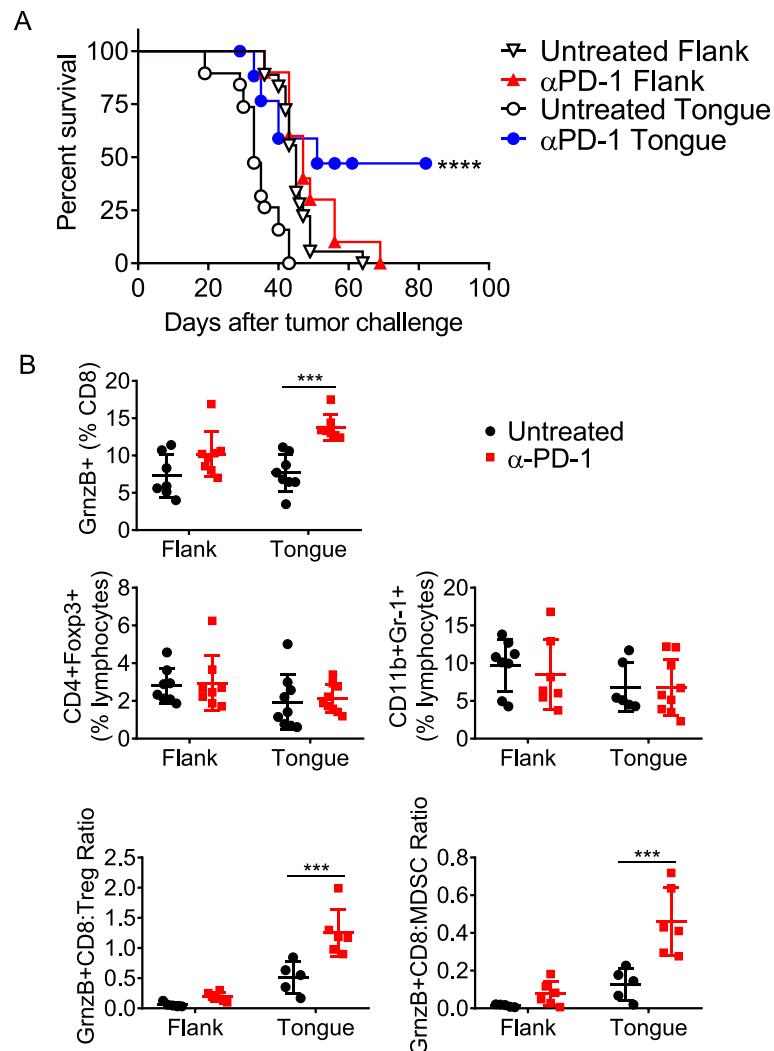 A
Percent survival
100
75
50
25
0
0 20 40 60 80 100
Days after tumor challenge
****
Untreated Flank
αPD-1 Flank
Untreated Tongue
αPD-1 Tongue
B
GrnzB+ (% CD8)
20
15
10
5
0
***
Flank Tongue
Untreated
α-PD-1
CD4+Foxp3+
(% lymphocytes)
8
6
4
2
0
Flank Tongue
CD11b+Gr-1+
(% lymphocytes)
20
15
10
5
0
Flank Tongue
GrnzB+CD8:Treg Ratio
2.5
2.0
1.5
1.0
0.5
0.0
***
Flank Tongue
GrnzB+CD8:MDSC Ratio
0.8
0.6
0.4
0.2
0.0
***
Flank Tongue